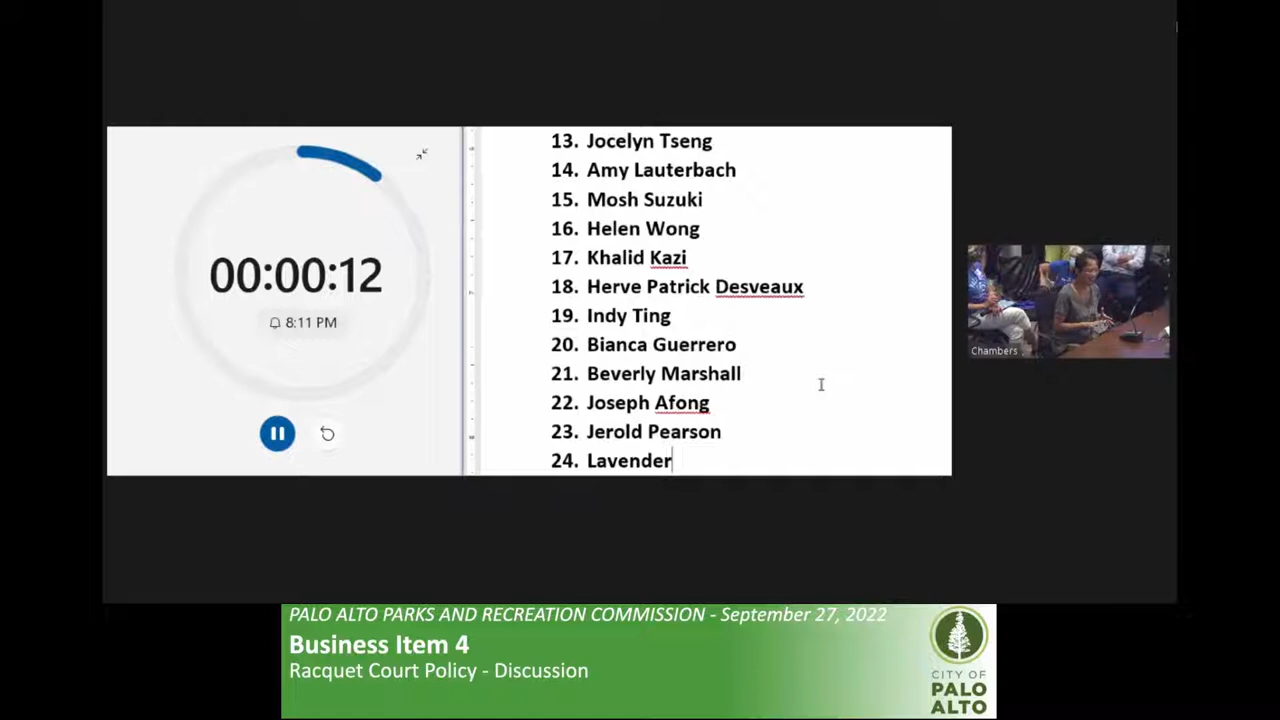 00:00:12
8:11 PM
13. Jocelyn Tseng
14. Amy Lauterbach
15. Mosh Suzuki
16. Helen Wong
17. Khalid Kazi
18. Herve Patrick Desveaux
19. Indy Ting
20. Bianca Guerrero
21. Beverly Marshall
22. Joseph Afong
23. Jerold Pearson
24. Lavender
Chambers
PALO ALTO PARKS AND RECREATION COMMISSION - September 27, 2022
Business Item 4
Racquet Court Policy - Discussion
CITY OF
PALO
ALTO